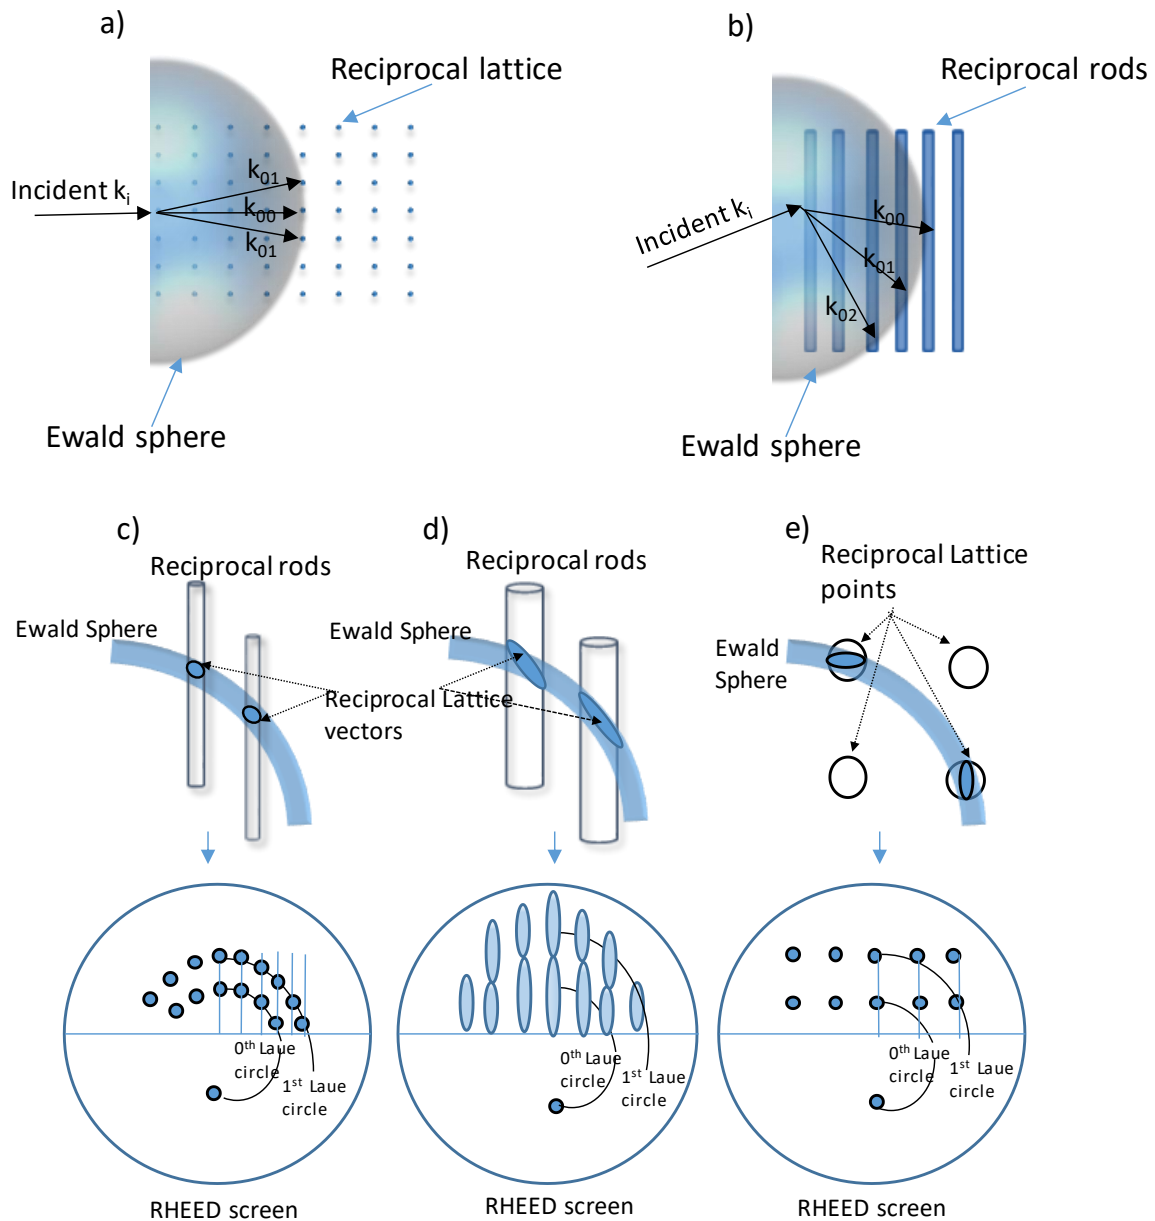 a)
Reciprocal lattice
Incident kᵢ
k₀₁
k₀₀
k₀₁
Ewald sphere
b)
Reciprocal rods
Incident kᵢ
k₀₀
k₀₁
k₀₂
Ewald sphere
c)
Reciprocal rods
Ewald Sphere
d)
Reciprocal rods
Ewald Sphere
Reciprocal Lattice
vectors
e)
Reciprocal Lattice
points
Ewald
Sphere
0th Laue
circle
1st Laue
circle
RHEED screen
0th Laue
circle
1st Laue
circle
RHEED screen
0th Laue
circle
1st Laue
circle
RHEED screen